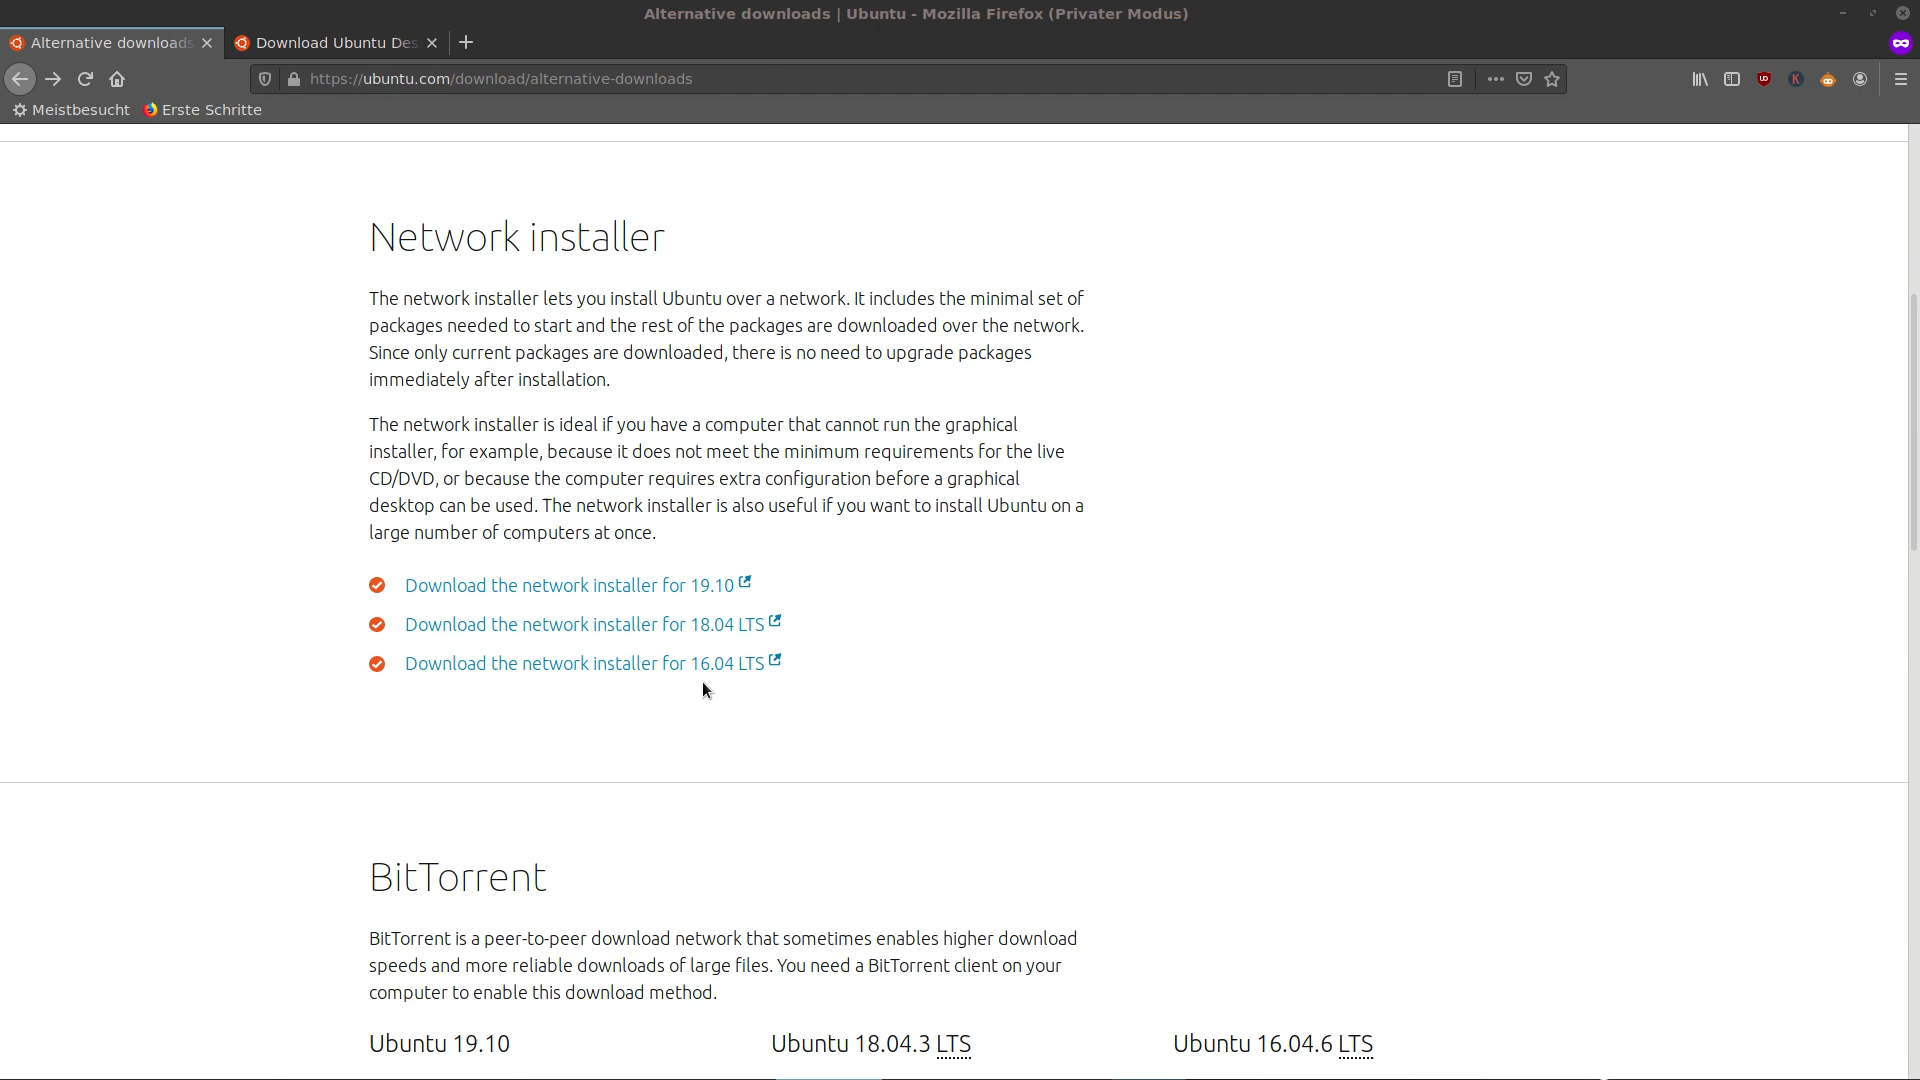 Alternative downloads | Ubuntu - Mozilla Firefox (Privater Modus)
Alternative downloads
Download Ubuntu Des
https://ubuntu.com/download/alternative-downloads
Meistbesucht
Erste Schritte
Network installer
The network installer lets you install Ubuntu over a network. It includes the minimal set of
packages needed to start and the rest of the packages are downloaded over the network.
Since only current packages are downloaded, there is no need to upgrade packages
immediately after installation.
The network installer is ideal if you have a computer that cannot run the graphical
installer, for example, because it does not meet the minimum requirements for the live
CD/DVD, or because the computer requires extra configuration before a graphical
desktop can be used. The network installer is also useful if you want to install Ubuntu on a
large number of computers at once.
Download the network installer for 19.10
Download the network installer for 18.04 LTS
Download the network installer for 16.04 LTS
BitTorrent
BitTorrent is a peer-to-peer download network that sometimes enables higher download
speeds and more reliable downloads of large files. You need a BitTorrent client on your
computer to enable this download method.
Ubuntu 19.10
Ubuntu 18.04.3 LTS
Ubuntu 16.04.6 LTS